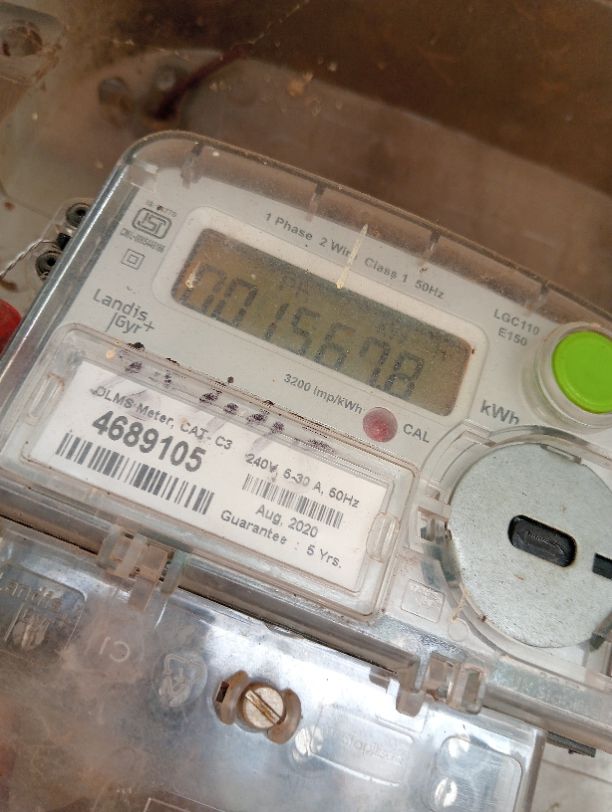 1 Phase 2 Wire Class 1 50Hz
LGC110
E150
0015678
kWh
Landis
Gyr+
3200 imp/kWh
CAL
DLMS-Meter, CAT- C3
4689105
240V, 5-30 A, 50Hz
Aug, 2020
Guarantee : 5 Yrs.
C1